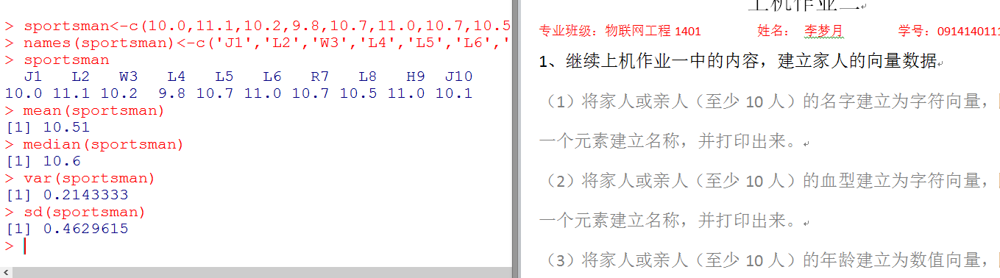 > sportsman<-c(10.0,11.1,10.2,9.8,10.7,11.0,10.7,10.5
> names(sportsman)<-c('J1','L2','W3','L4','L5','L6','
> sportsman
J1 L2 W3 L4 L5 L6 R7 L8 H9 J10
10.0 11.1 10.2 9.8 10.7 11.0 10.7 10.5 11.0 10.1
> mean(sportsman)
[1] 10.51
> median(sportsman)
[1] 10.6
> var(sportsman)
[1] 0.2143333
> sd(sportsman)
[1] 0.4629615
>
上机作业二
专业班级：物联网工程 1401 姓名： 李梦月 学号：0914140111
1、继续上机作业一中的内容，建立家人的向量数据
（1）将家人或亲人（至少 10 人）的名字建立为字符向量，
一个元素建立名称，并打印出来。
（2）将家人或亲人（至少 10 人）的血型建立为字符向量，
一个元素建立名称，并打印出来。
（3）将家人或亲人（至少 10 人）的年龄建立为数值向量，